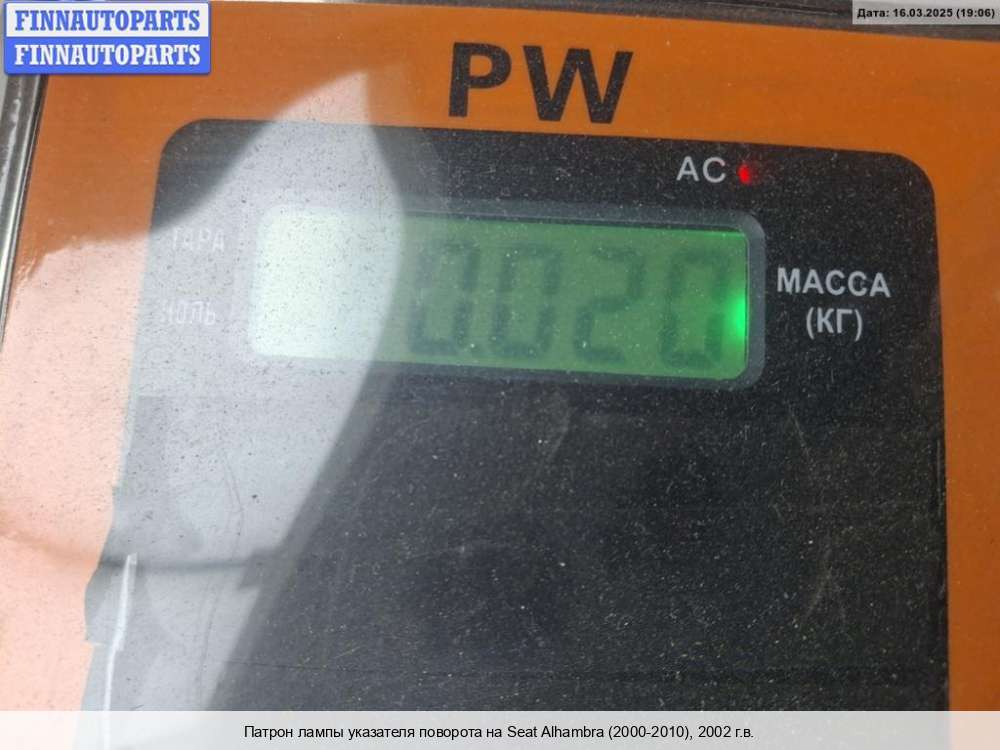 FINNAUTOPARTS
FINNAUTOPARTS
Дата: 16.03.2025 (19:06)
PW
AC
ТАРА
0.020
МАССА
(КГ)
НОЛЬ
Патрон лампы указателя поворота на Seat Alhambra (2000-2010), 2002 г.в.